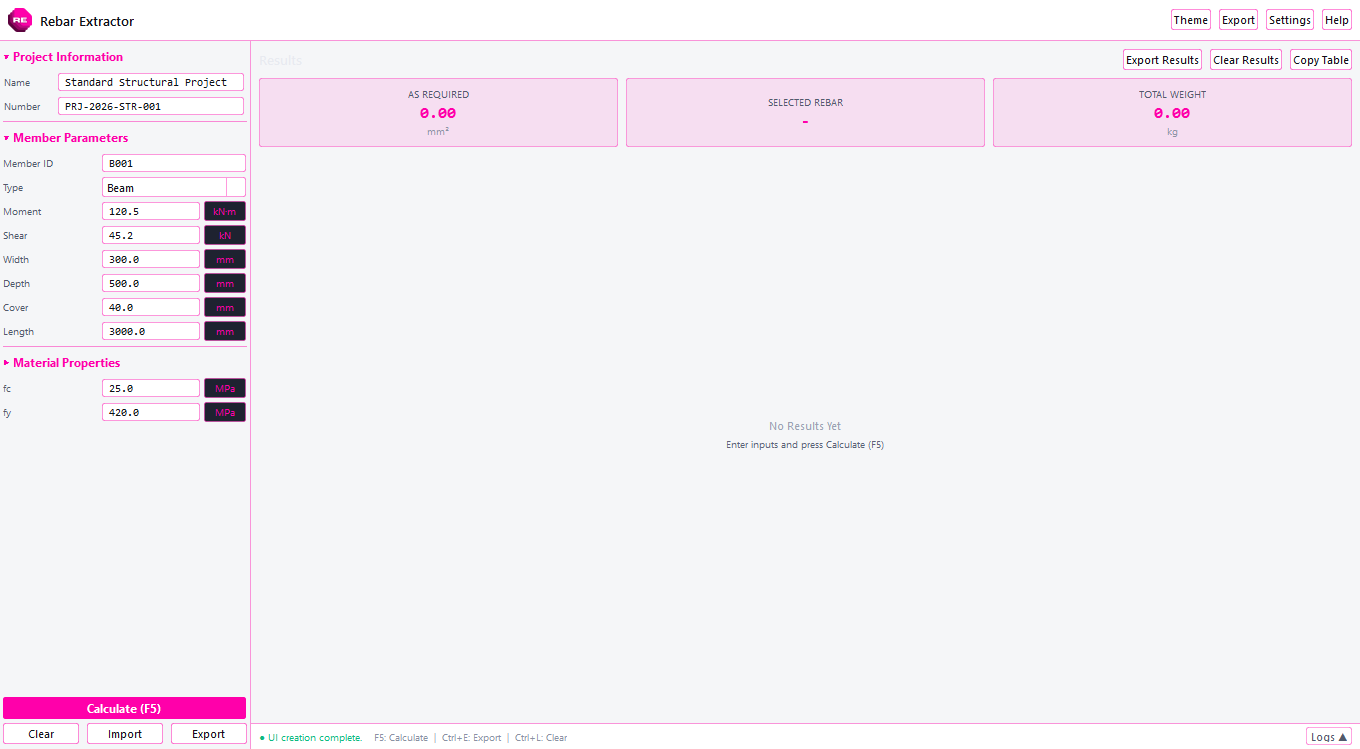 RE Rebar Extractor Theme Export Settings Help
▾ Project Information
Name Standard Structural Project
Number PRJ-2026-STR-001
▾ Member Parameters
Member ID B001
Type Beam
Moment 120.5 kN·m
Shear 45.2 kN
Width 300.0 mm
Depth 500.0 mm
Cover 40.0 mm
Length 3000.0 mm
▸ Material Properties
fc 25.0 MPa
fy 420.0 MPa
Calculate (F5)
Clear Import Export
Results Export Results Clear Results Copy Table
AS REQUIRED
0.00
mm²
SELECTED REBAR
-
TOTAL WEIGHT
0.00
kg
No Results Yet
Enter inputs and press Calculate (F5)
● UI creation complete. F5: Calculate | Ctrl+E: Export | Ctrl+L: Clear Logs ▲